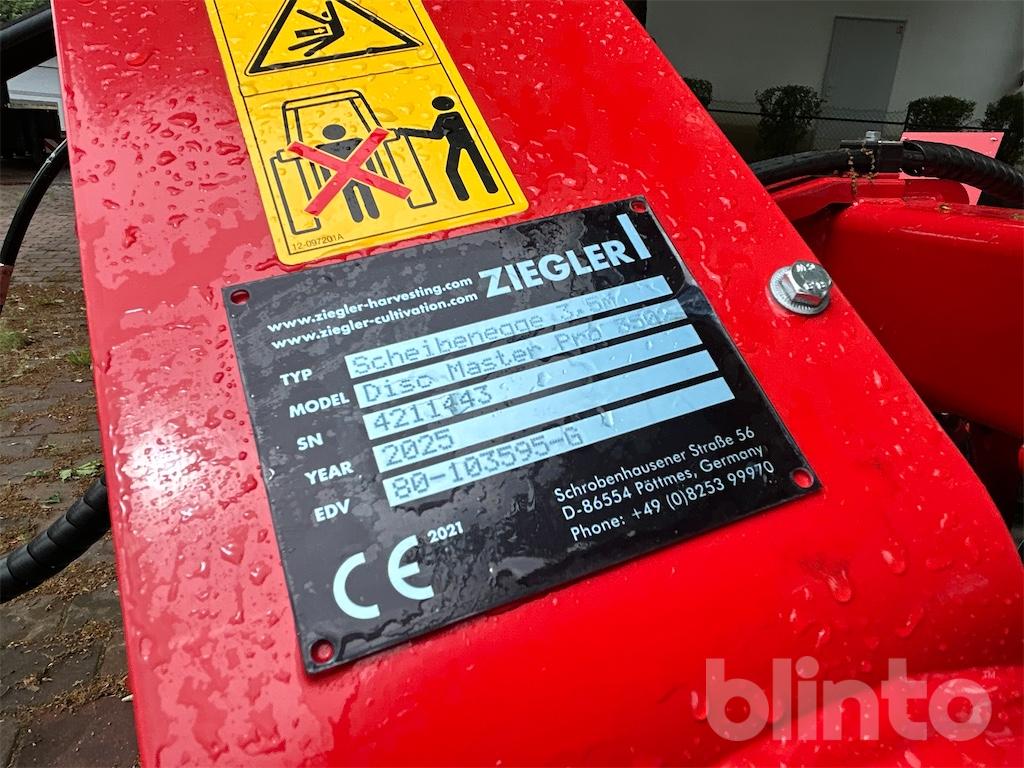 12-097201A
www.ziegler-harvesting.com
www.ziegler-cultivation.com
ZIEGLER
TYP Scheibenegge 3.5M
MODEL Disc Master Pro 3500
SN 4211443
YEAR 2025
EDV 80-103595-G
CE 2021
Schrobenhausener Straße 56
D-86554 Pöttmes, Germany
Phone: +49 (0)8253 99970
blinto™